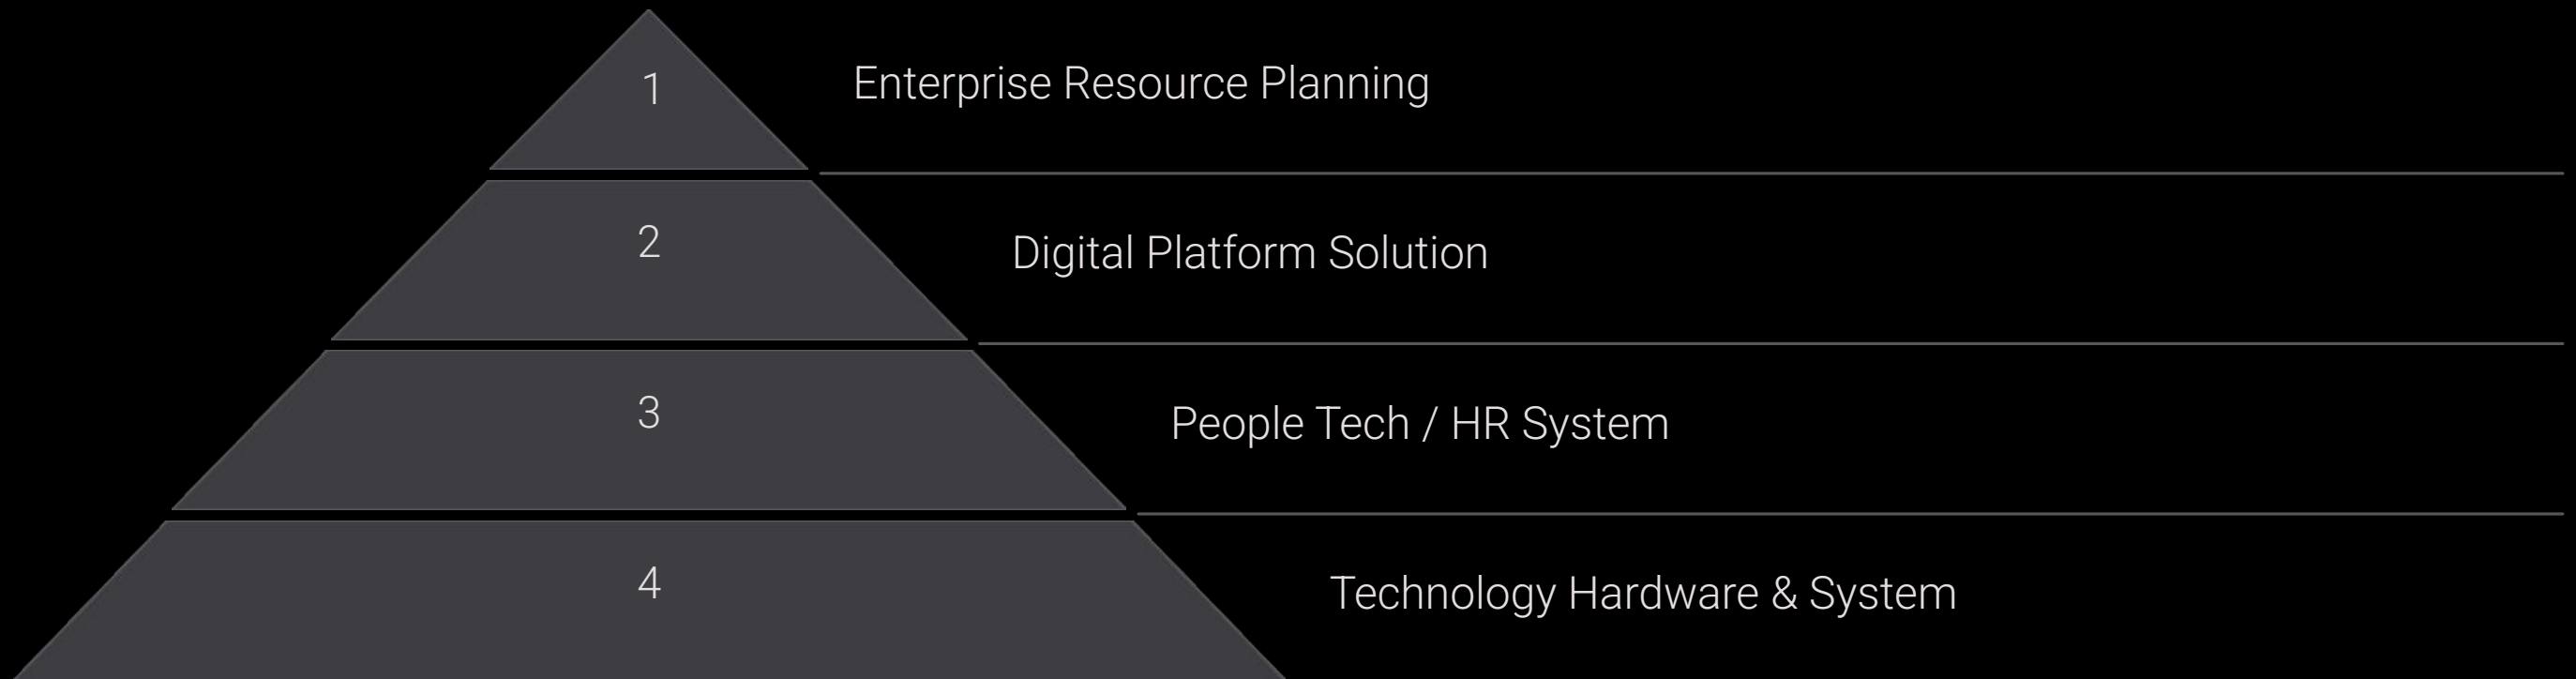 1
Enterprise Resource Planning
2
Digital Platform Solution
3
People Tech / HR System
4
Technology Hardware & System